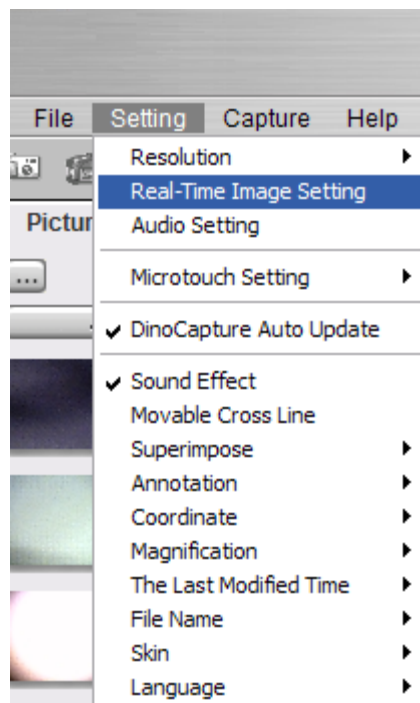 File Setting Capture Help
Resolution
Real-Time Image Setting
Pictur
Audio Setting
...
Microtouch Setting
DinoCapture Auto Update
Sound Effect
Movable Cross Line
Superimpose
Annotation
Coordinate
Magnification
The Last Modified Time
File Name
Skin
Language